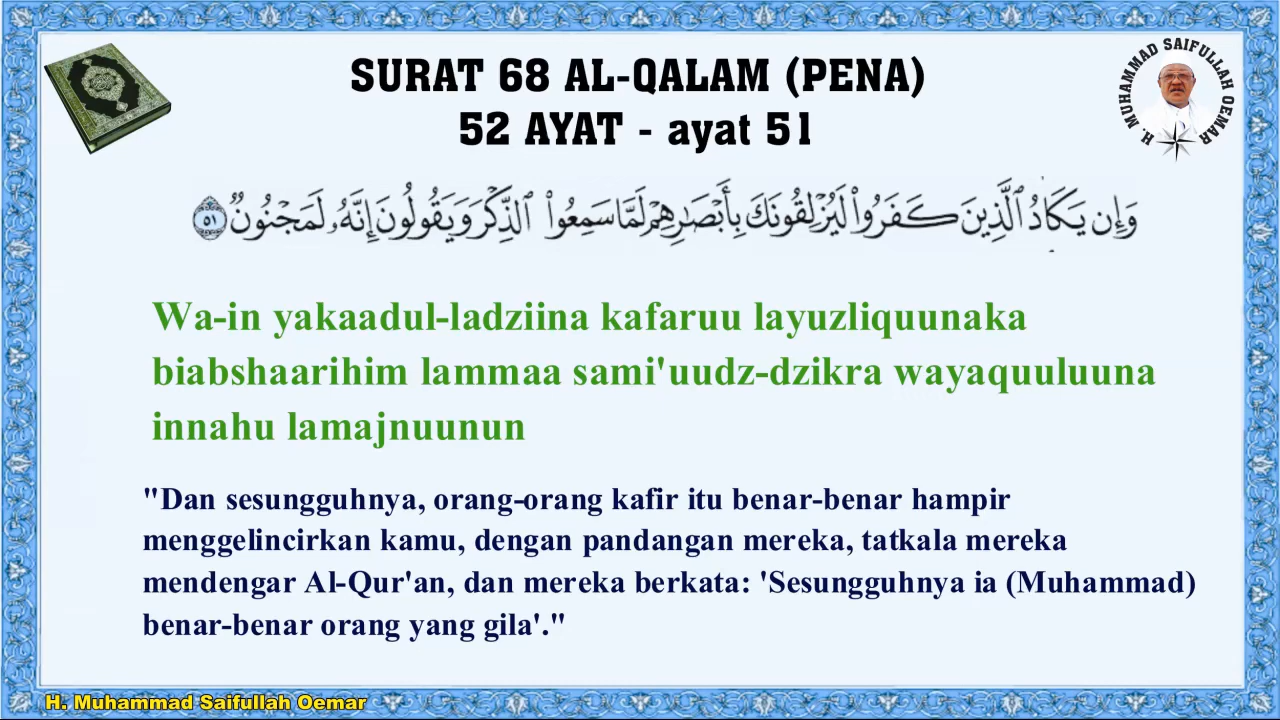 SURAT 68 AL-QALAM (PENA)
52 AYAT - ayat 51
H. MUHAMMAD SAIFULLAH OEMAR
وَإِن يَكَادُ ٱلَّذِينَ كَفَرُوا۟ لَيُزْلِقُونَكَ بِأَبْصَٰرِهِمْ لَمَّا سَمِعُوا۟ ٱلذِّكْرَ وَيَقُولُونَ إِنَّهُۥ لَمَجْنُونٌ ٥١
Wa-in yakaadul-ladziina kafaruu layuzliquunaka
biabshaarihim lammaa sami'uudz-dzikra wayaquuluuna
innahu lamajnuunun
"Dan sesungguhnya, orang-orang kafir itu benar-benar hampir
menggelincirkan kamu, dengan pandangan mereka, tatkala mereka
mendengar Al-Qur'an, dan mereka berkata: 'Sesungguhnya ia (Muhammad)
benar-benar orang yang gila'."
H. Muhammad Saifullah Oemar